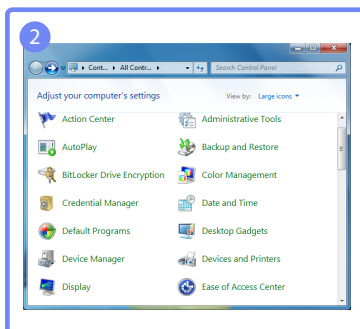 2
Cont... All Contr...
Search Control Panel
Adjust your computer's settings
View by: Large icons
Action Center
Administrative Tools
AutoPlay
Backup and Restore
BitLocker Drive Encryption
Color Management
Credential Manager
Date and Time
Default Programs
Desktop Gadgets
Device Manager
Devices and Printers
Display
Ease of Access Center